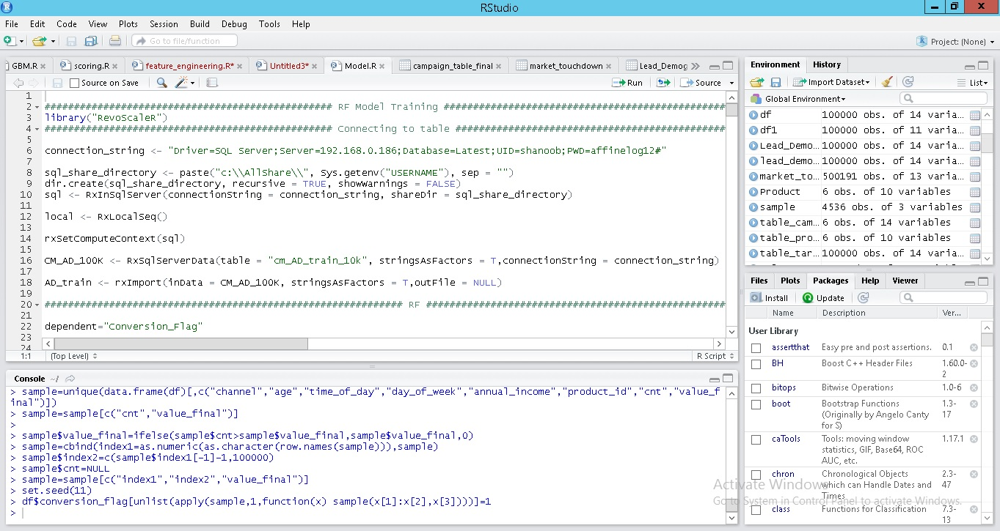 RStudio
File Edit Code View Plots Session Build Debug Tools Help
Go to file/function
Project: (None)
GBM.R scoring.R feature_engineering.R* Untitled3* Model.R campaign_table_final market_touchdown Lead_Demog
Source on Save Run Source
1
2 ################################################## RF Model Training ##################################################
3 library("RevoScaleR")
4 ################################################## Connecting to table ##################################################
5
6 connection_string <- "Driver=SQL Server;Server=192.168.0.186;Database=Latest;UID=shanoob;PWD=affinelog12#"
7
8 sql_share_directory <- paste("c:\\AllShare\\", Sys.getenv("USERNAME"), sep = "")
9 dir.create(sql_share_directory, recursive = TRUE, showWarnings = FALSE)
10 sql <- RxInSqlServer(connectionString = connection_string, shareDir = sql_share_directory)
11
12 local <- RxLocalSeq()
13
14 rxSetComputeContext(sql)
15
16 CM_AD_100K <- RxSqlServerData(table = "cm_AD_train_10k", stringsAsFactors = T,connectionString = connection_string)
17
18 AD_train <- rxImport(inData = CM_AD_100K, stringsAsFactors = T,outFile = NULL)
19
20 ############################################################## RF ####################################################
21
22 dependent="Conversion_Flag"
23
24
1:1 (Top Level) R Script
Console ~/
> sample=unique(data.frame(df)[,c("channel","age","time_of_day","day_of_week","annual_income","product_id","cnt","value_f
inal")])
> sample=sample[c("cnt","value_final")]
>
> sample$value_final=ifelse(sample$cnt>sample$value_final,sample$value_final,0)
> sample=cbind(index1=as.numeric(as.character(row.names(sample))),sample)
> sample$index2=c(sample$index1[-1]-1,100000)
> sample$cnt=NULL
> sample=sample[c("index1","index2","value_final")]
> set.seed(11)
> df$conversion_flag[unlist(apply(sample,1,function(x) sample(x[1]:x[2],x[3])))]=1
>
Environment History
Import Dataset List
Global Environment
df 100000 obs. of 14 varia...
df1 100000 obs. of 11 varia...
Lead_Demo... 100000 obs. of 14 varia...
lead_demo... 100000 obs. of 14 varia...
market_to... 500191 obs. of 13 varia...
Product 6 obs. of 10 variables
sample 4536 obs. of 3 variables
table_cam... 6 obs. of 14 variables
table_pro... 6 obs. of 10 variables
table_tar... 100000 obs. of 14 varia...
Files Plots Packages Help Viewer
Install Update
Name Description Ver...
User Library
assertthat Easy pre and post assertions. 0.1
BH Boost C++ Header Files 1.60.0-
2
bitops Bitwise Operations 1.0-6
boot Bootstrap Functions 1.3-
(Originally by Angelo Canty 17
for S)
caTools Tools: moving window 1.17.1
statistics, GIF, Base64, ROC
AUC, etc.
chron Chronological Objects 2.3-
which can Handle Dates and 47
Times
class Functions for Classification 7.3-
13
Activate Windows
Go to System in Control Panel to activate Windows.